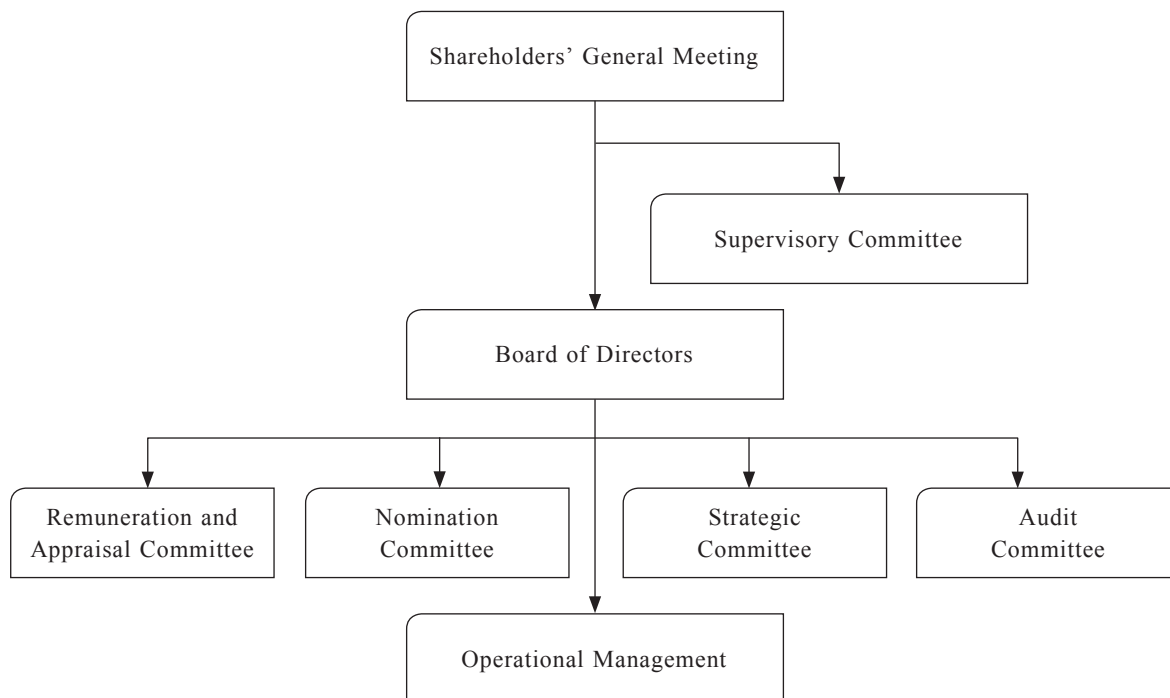 Shareholders’ General Meeting
Supervisory Committee
Board of Directors
Remuneration and
Appraisal Committee
Nomination
Committee
Strategic
Committee
Audit
Committee
Operational Management